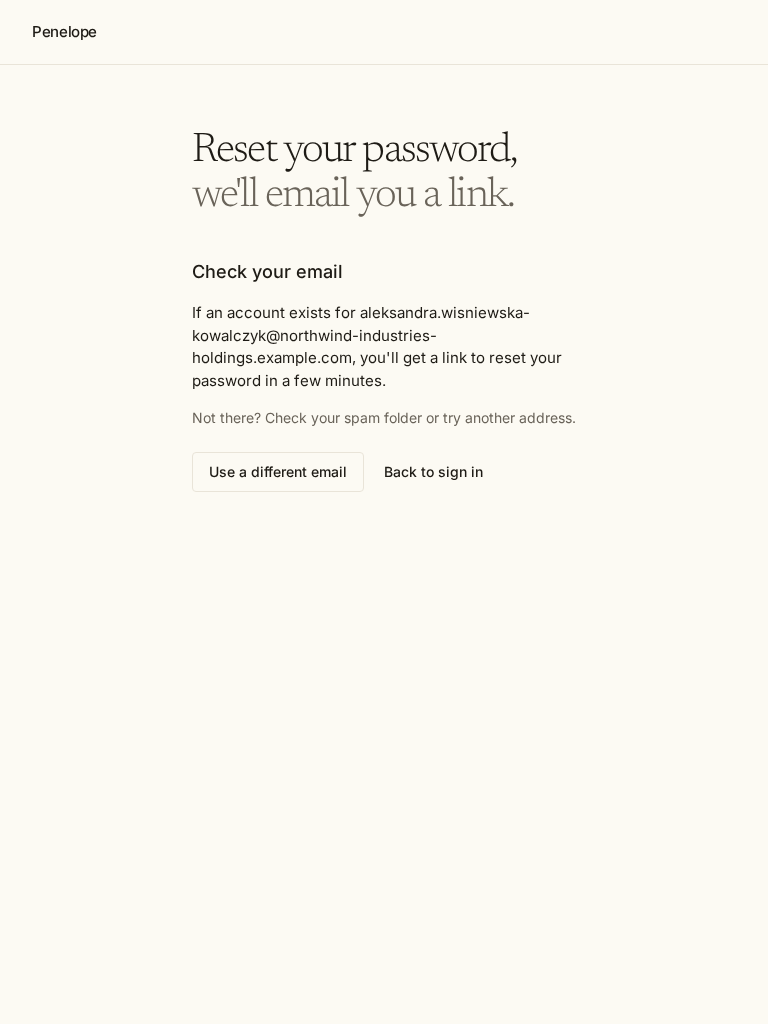 Penelope
Reset your password,
we'll email you a link.
Check your email
If an account exists for aleksandra.wisniewska-
kowalczyk@northwind-industries-
holdings.example.com, you'll get a link to reset your
password in a few minutes.
Not there? Check your spam folder or try another address.
Use a different email
Back to sign in